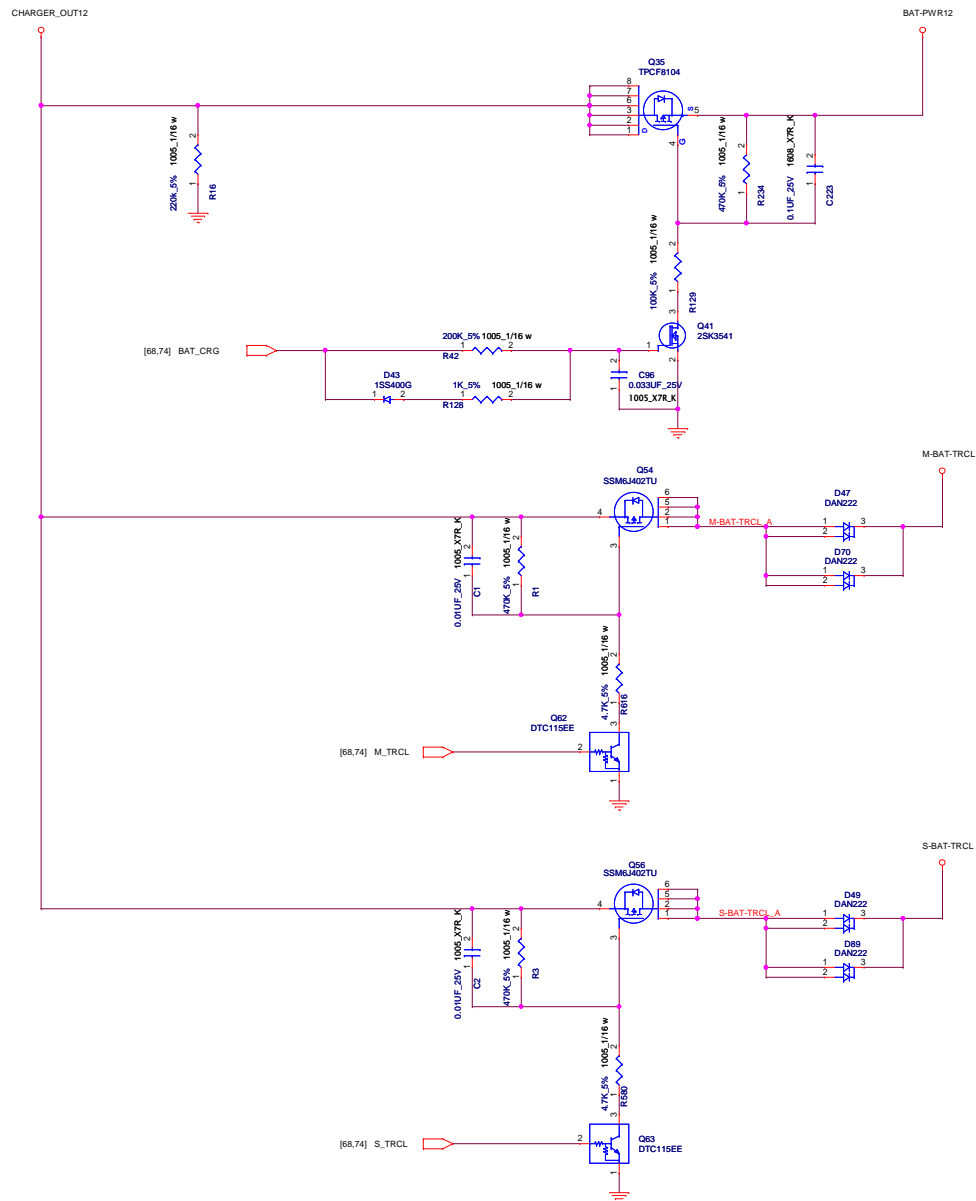 CHARGER_OUT12
BAT-PWR12
Q35
TPCF8104
8
7
6
3
2
1
D
S
5
4
G
2
1
220k_5% 1005_1/16 w
R16
2
1
470K_5% 1005_1/16 w
R234
2
1
0.1UF_25V 1608_X7R_K
C223
2
1
100K_5% 1005_1/16 w
R129
3
Q41
2SK3541
1
2
[68,74] BAT_CRG
200K_5% 1005_1/16 w
1
2
R42
D43
1SS400G
1
2
1K_5% 1005_1/16 w
1
2
R128
2
1
C96
0.033UF_25V
1005_X7R_K
M-BAT-TRCL
Q54
SSM6J402TU
4
6
5
2
1
3
M-BAT-TRCL_A
D47
DAN222
1
2
3
D70
DAN222
1
2
3
2
1
0.01UF_25V 1005_X7R_K
C1
2
1
470K_5% 1005_1/16 w
R1
2
1
4.7K_5% 1005_1/16 w
R616
Q62
DTC115EE
3
2
1
[68,74] M_TRCL
S-BAT-TRCL
Q56
SSM6J402TU
4
6
5
2
1
3
S-BAT-TRCL_A
D49
DAN222
1
2
3
D89
DAN222
1
2
3
2
1
0.01UF_25V 1005_X7R_K
C2
2
1
470K_5% 1005_1/16 w
R3
2
1
4.7K_5% 1005_1/16 w
R580
3
Q63
DTC115EE
2
1
[68,74] S_TRCL